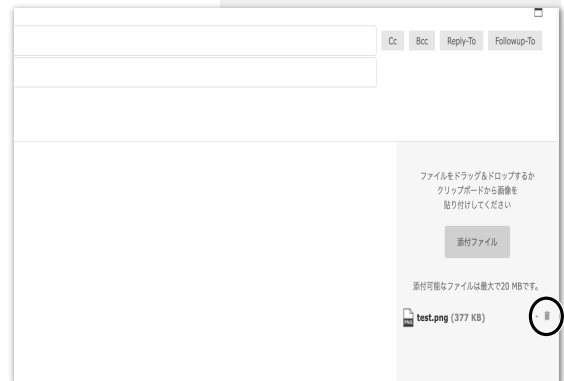 Cc Bcc Reply-To Followup-To
ファイルをドラッグ&ドロップするか
クリップボードから画像を
貼り付けしてください
添付ファイル
添付可能なファイルは最大で20 MBです。
PNG test.png (377 KB)